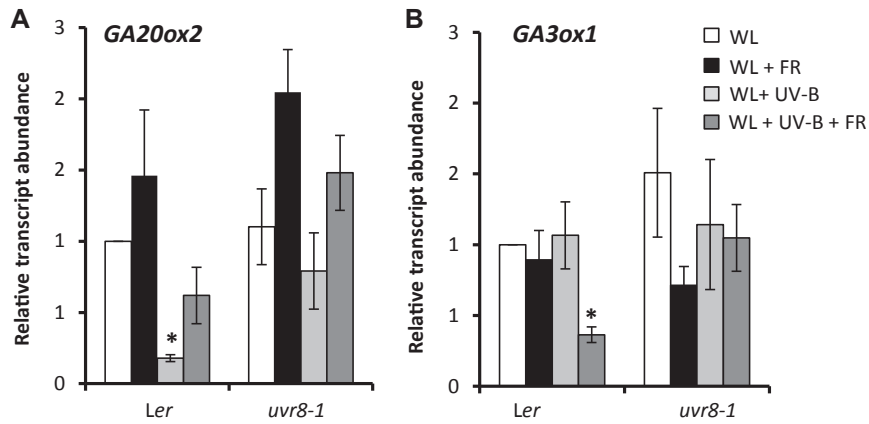 A
GA20ox2
Relative transcript abundance
3
2
2
1
1
0
*
Ler
uvr8-1
B
GA3ox1
Relative transcript abundance
3
2
2
1
1
0
*
Ler
uvr8-1
WL
WL + FR
WL+ UV-B
WL + UV-B + FR